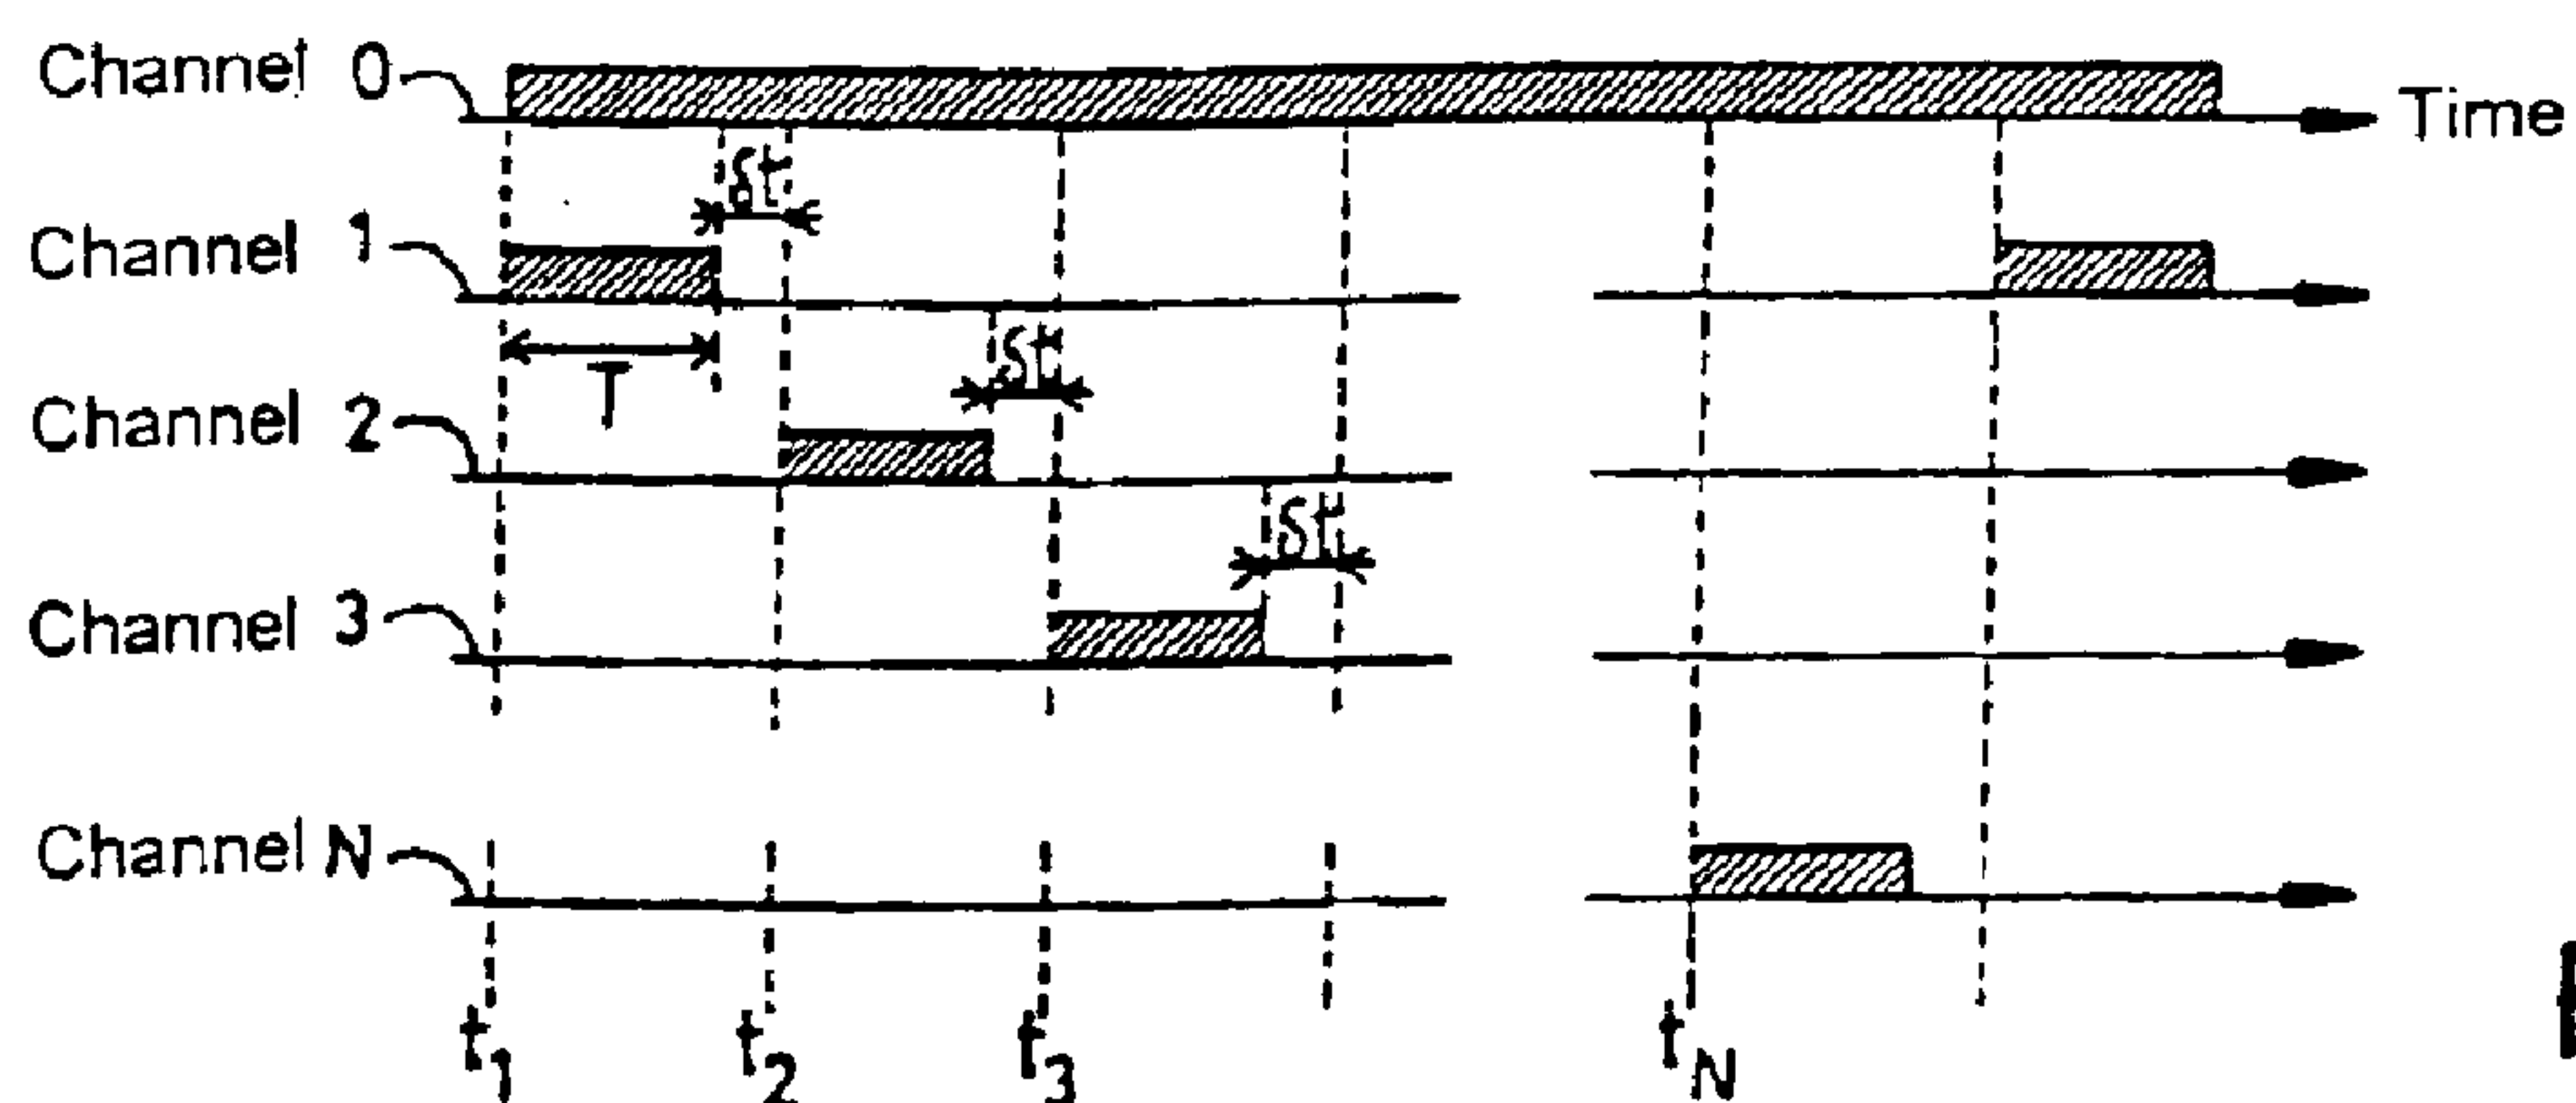 Channel 0
Time
δt
Channel 1
δt
T
Channel 2
δt
Channel 3
Channel N
t1
t2
t3
tN